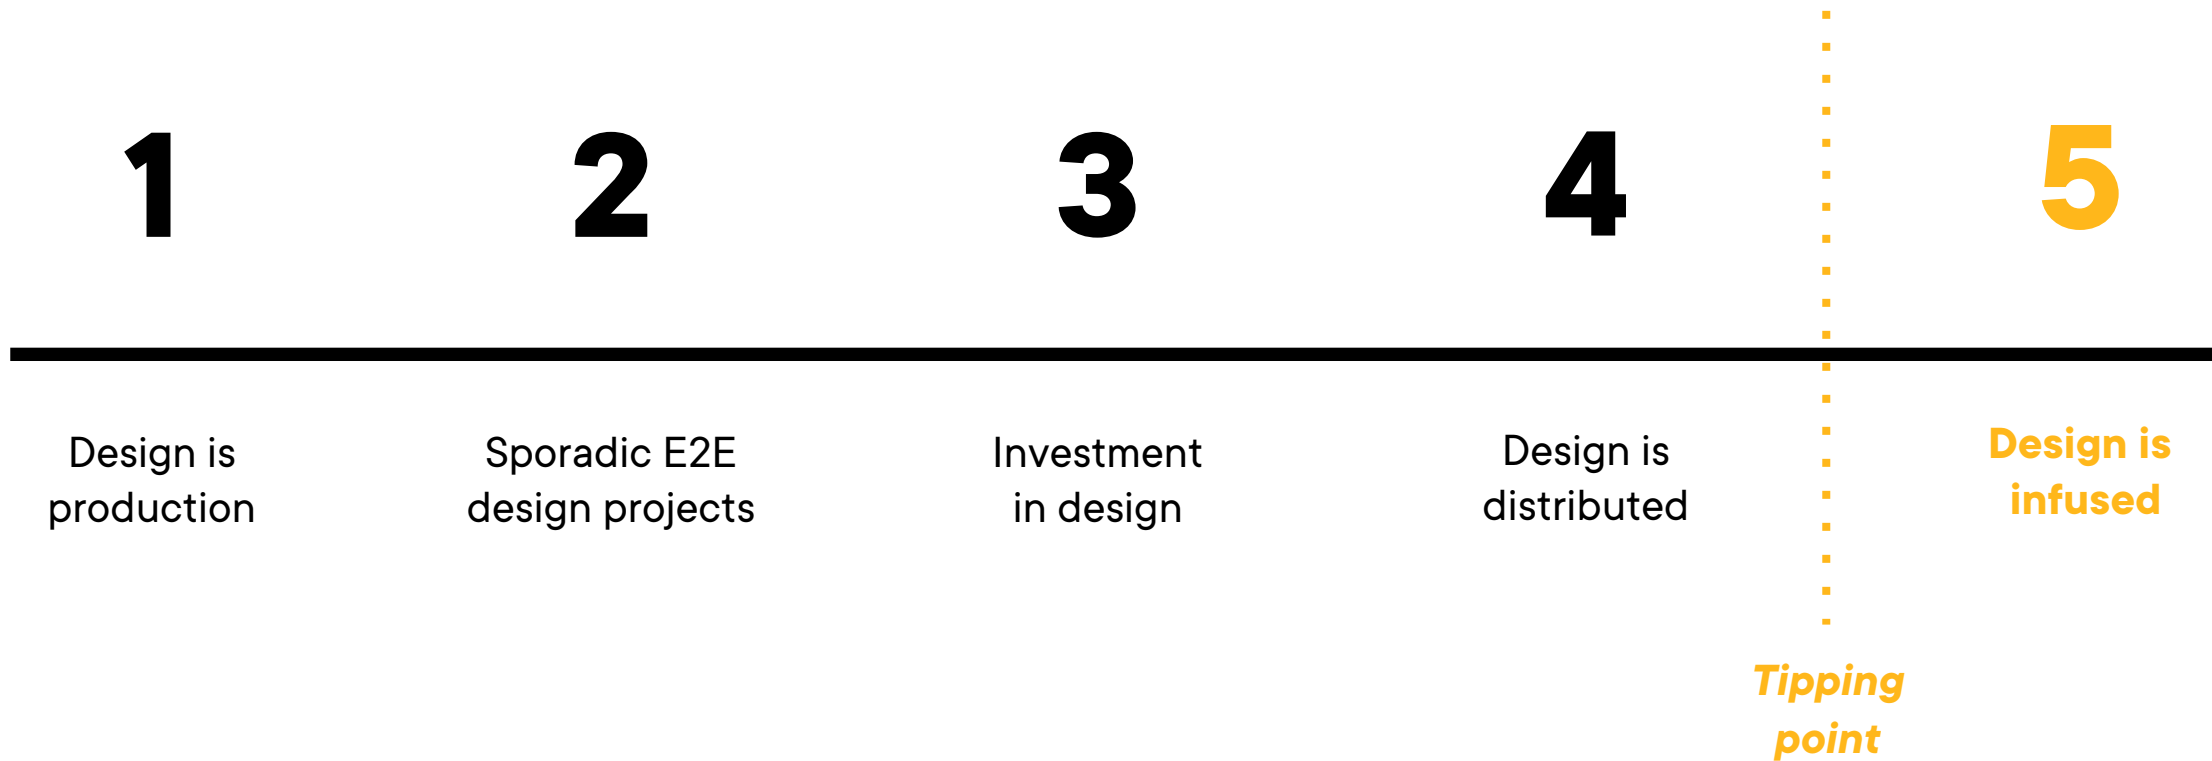 1
2
3
4
5
Design is
production
Sporadic E2E
design projects
Investment
in design
Design is
distributed
Design is
infused
Tipping
point